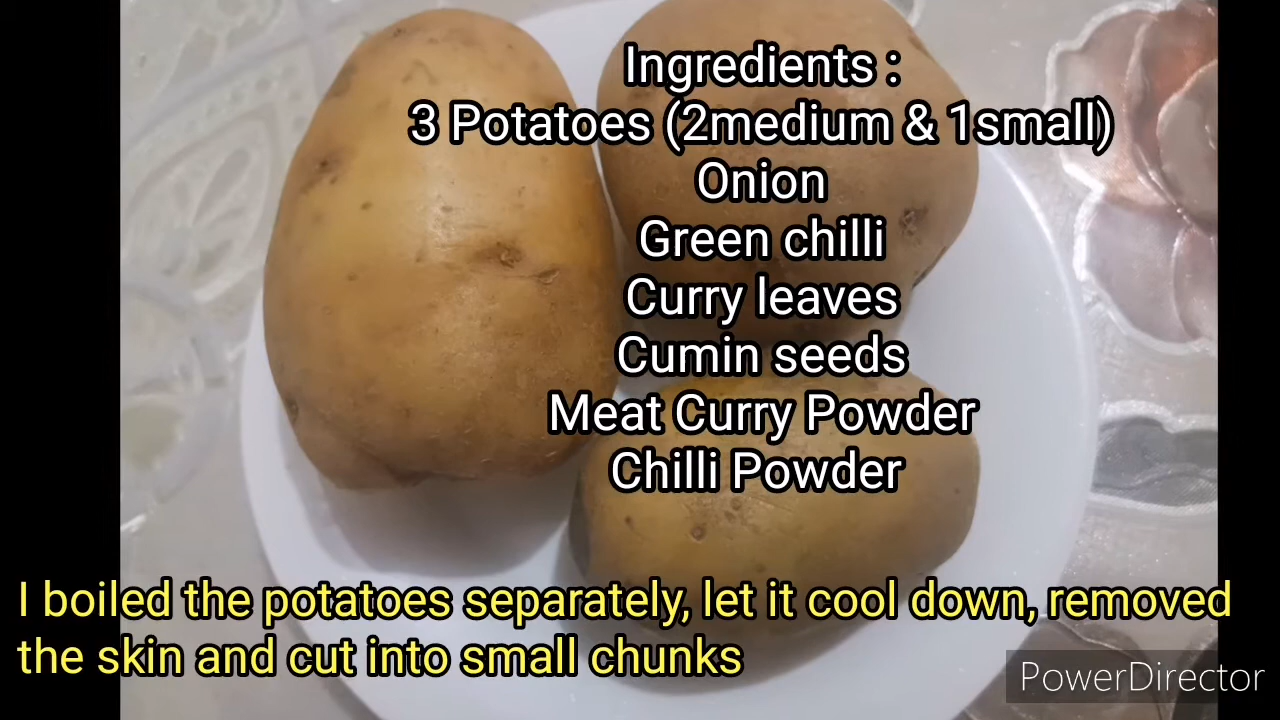 Ingredients :
3 Potatoes (2medium & 1small)
Onion
Green chilli
Curry leaves
Cumin seeds
Meat Curry Powder
Chilli Powder
I boiled the potatoes separately, let it cool down, removed
the skin and cut into small chunks
PowerDirector